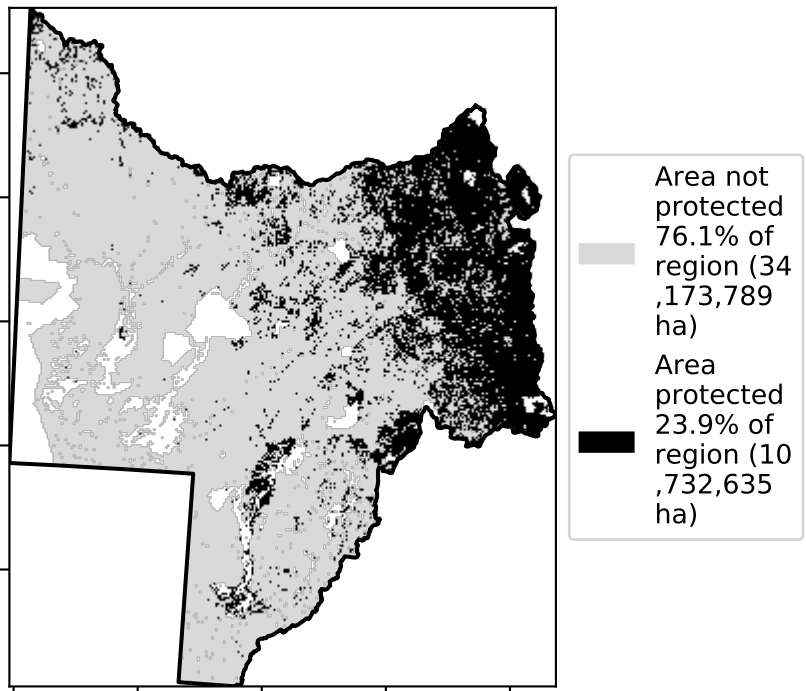 Area not
protected
76.1% of
region (34
,173,789
ha)
Area
protected
23.9% of
region (10
,732,635
ha)